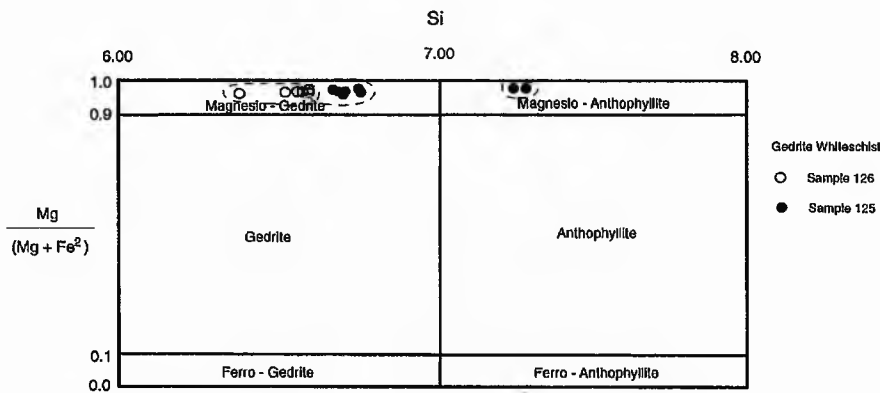 Si
6.00 7.00 8.00
1.0
Magnesio - Gedrite
Magnesio - Anthophyllite
0.9
Gedrite Whiteschist
Sample 126
Sample 125
Mg
(Mg + Fe²)
Gedrite
Anthophyllite
0.1
Ferro - Gedrite
Ferro - Anthophyllite
0.0